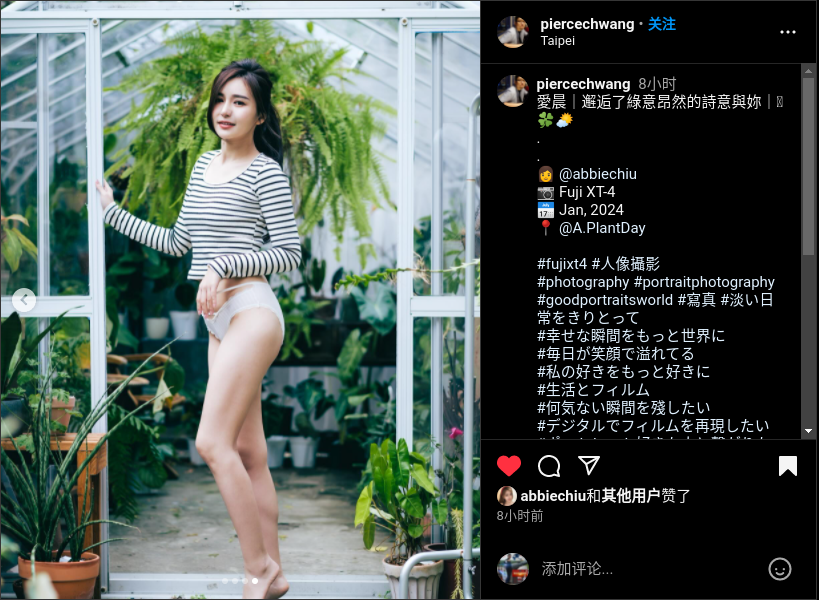 piercechwang • 关注
Taipei
piercechwang 8小时
愛晨｜邂逅了綠意昂然的詩意與妳｜
🍀🌤️
.
.
👩 @abbiechiu
📷 Fuji XT-4
📅 Jan, 2024
📍 @A.PlantDay
#fujixt4 #人像攝影
#photography #portraitphotography
#goodportraitsworld #寫真 #淡い日
常をきりとって
#幸せな瞬間をもっと世界に
#毎日が笑顔で溢れてる
#私の好きをもっと好きに
#生活とフィルム
#何気ない瞬間を殘したい
#デジタルでフィルムを再現したい
abbiechiu和其他用户赞了
8小时前
添加评论...